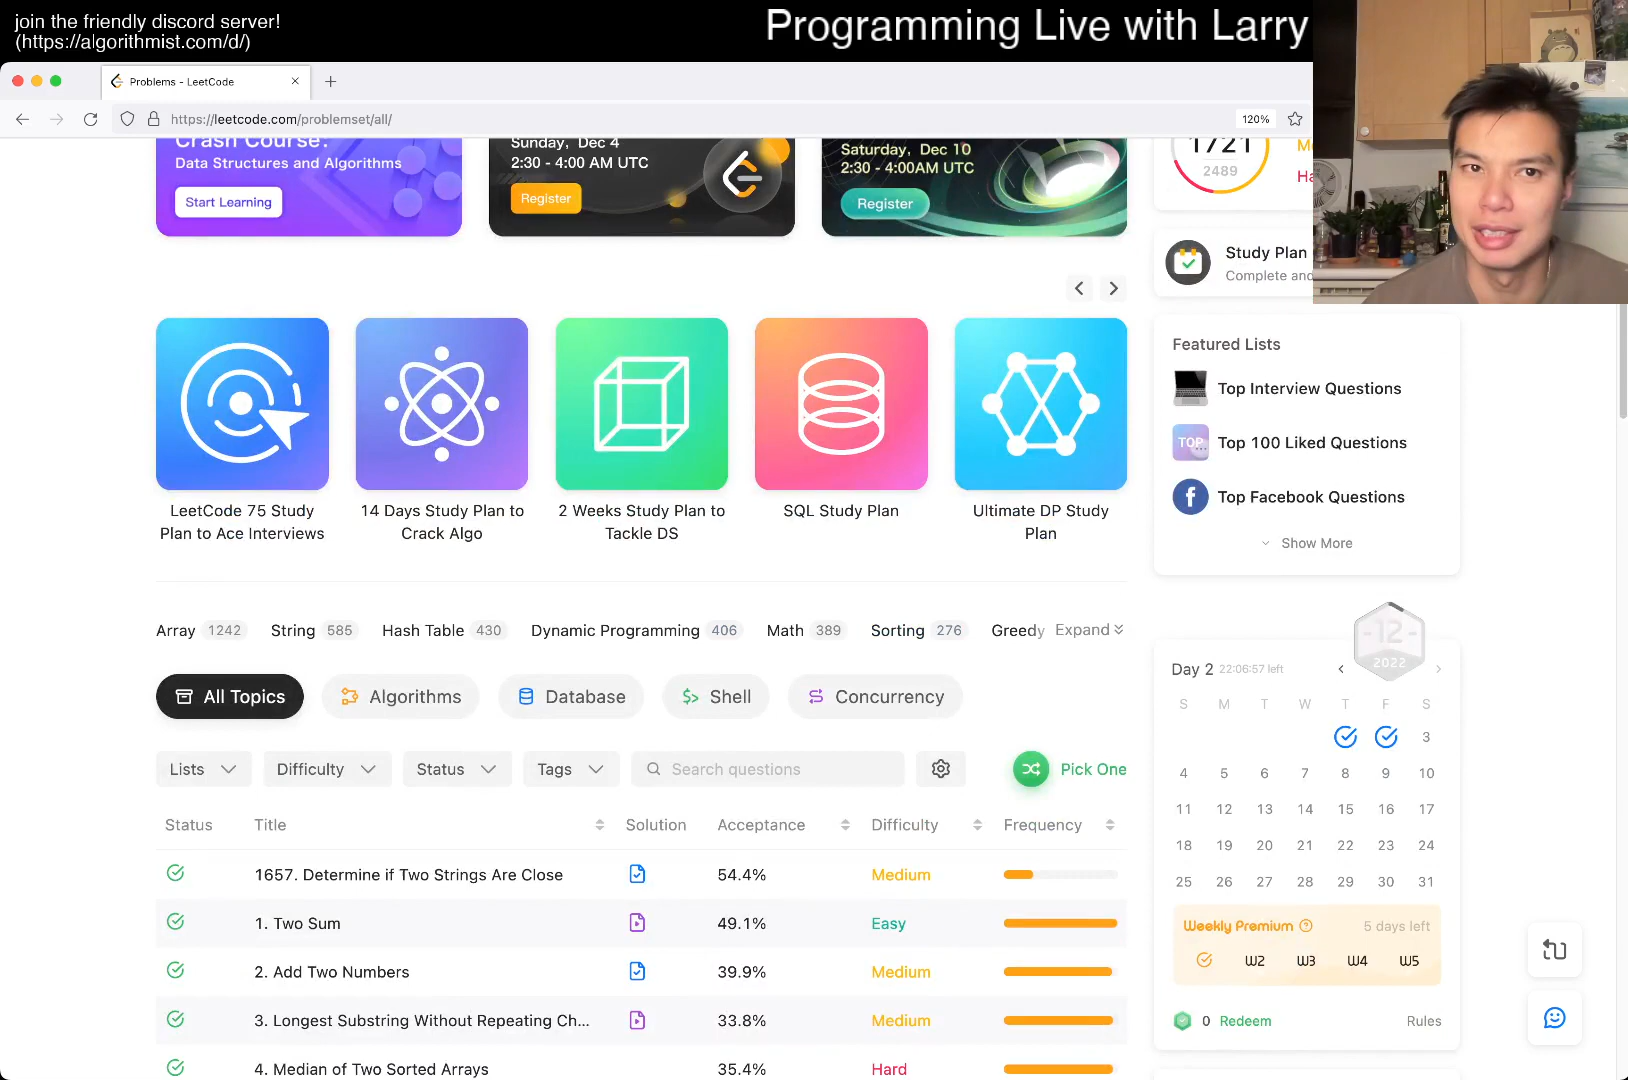 join the friendly discord server!
(https://algorithmist.com/d/)
Programming Live with Larry
Problems - LeetCode
https://leetcode.com/problemset/all/
120%
Crash Course:
Data Structures and Algorithms
Start Learning
Sunday, Dec 4
2:30 - 4:00 AM UTC
Register
Saturday, Dec 10
2:30 - 4:00AM UTC
Register
1721
2489
Study Plan
Complete and
LeetCode 75 Study
Plan to Ace Interviews
14 Days Study Plan to
Crack Algo
2 Weeks Study Plan to
Tackle DS
SQL Study Plan
Ultimate DP Study
Plan
Featured Lists
Top Interview Questions
TOP
Top 100 Liked Questions
Top Facebook Questions
Show More
Array 1242 String 585 Hash Table 430 Dynamic Programming 406 Math 389 Sorting 276 Greedy Expand
All Topics Algorithms Database Shell Concurrency
Lists Difficulty Status Tags Search questions Pick One
Status Title Solution Acceptance Difficulty Frequency
1657. Determine if Two Strings Are Close 54.4% Medium
1. Two Sum 49.1% Easy
2. Add Two Numbers 39.9% Medium
3. Longest Substring Without Repeating Ch... 33.8% Medium
4. Median of Two Sorted Arrays 35.4% Hard
-12-
2022
Day 2 22:06:57 left
S M T W T F S
3
4 5 6 7 8 9 10
11 12 13 14 15 16 17
18 19 20 21 22 23 24
25 26 27 28 29 30 31
Weekly Premium 5 days left
W2 W3 W4 W5
0 Redeem Rules